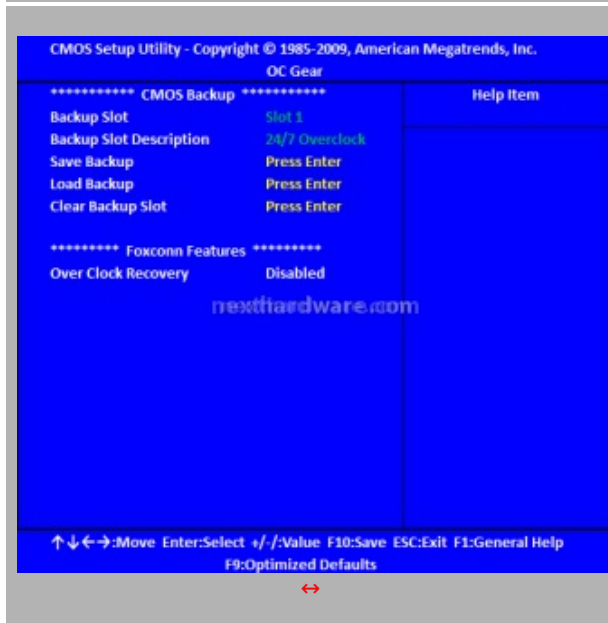 CMOS Setup Utility - Copyright © 1985-2009, American Megatrends, Inc.
OC Gear
*********** CMOS Backup ***********
Help Item
Backup Slot Slot 1
Backup Slot Description 24/7 Overclock
Save Backup Press Enter
Load Backup Press Enter
Clear Backup Slot Press Enter
********* Foxconn Features *********
Over Clock Recovery Disabled
nexthardware.com
↑↓←→:Move Enter:Select +/-/:Value F10:Save ESC:Exit F1:General Help
F9:Optimized Defaults